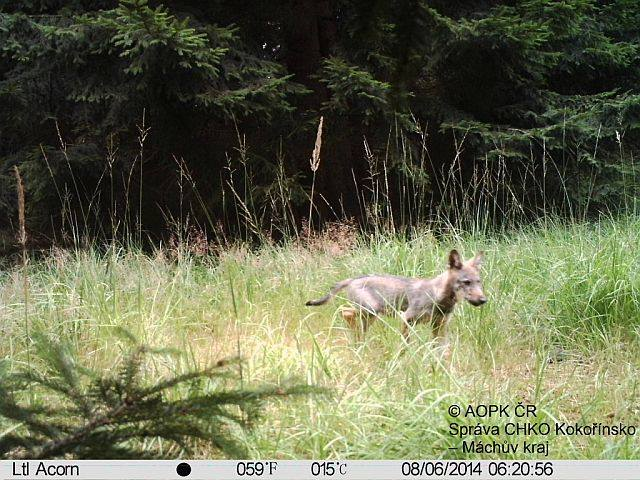 © AOPK ČR
Správa CHKO Kokořínsko
– Máchův kraj
Ltl Acorn ● 059°F 015°C 08/06/2014 06:20:56